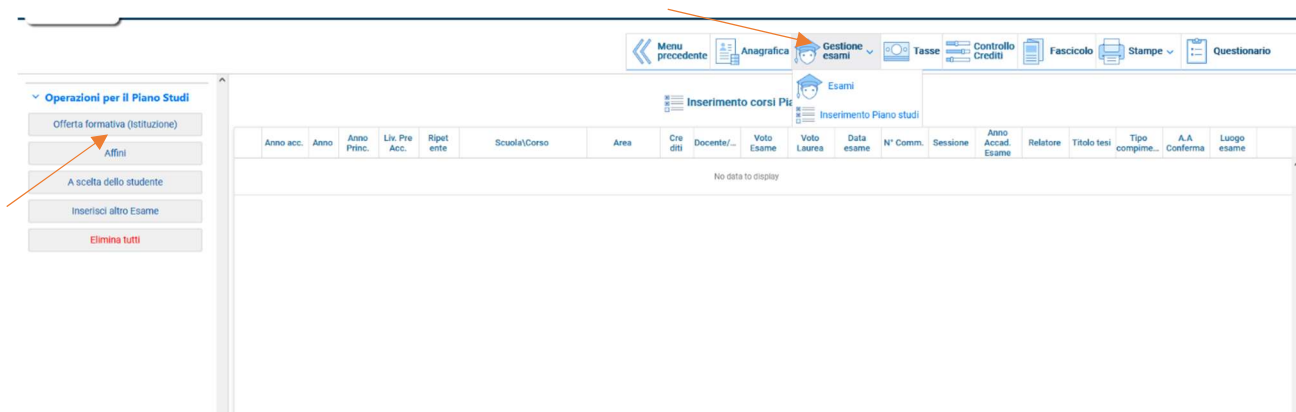 Menu precedente
Anagrafica
Gestione esami
Tasse
Controllo Crediti
Fascicolo
Stampe
Questionario
Esami
Inserimento Piano studi
Operazioni per il Piano Studi
Offerta formativa (Istituzione)
Affini
A scelta dello studente
Inserisci altro Esame
Elimina tutti
Inserimento corsi Pia
Anno acc.
Anno
Anno Princ.
Liv. Pre Acc.
Ripet ente
Scuola\Corso
Area
Cre diti
Docente/...
Voto Esame
Voto Laurea
Data esame
N° Comm.
Sessione
Anno Accad. Esame
Relatore
Titolo tesi
Tipo compime...
A.A Conferma
Luogo esame
No data to display